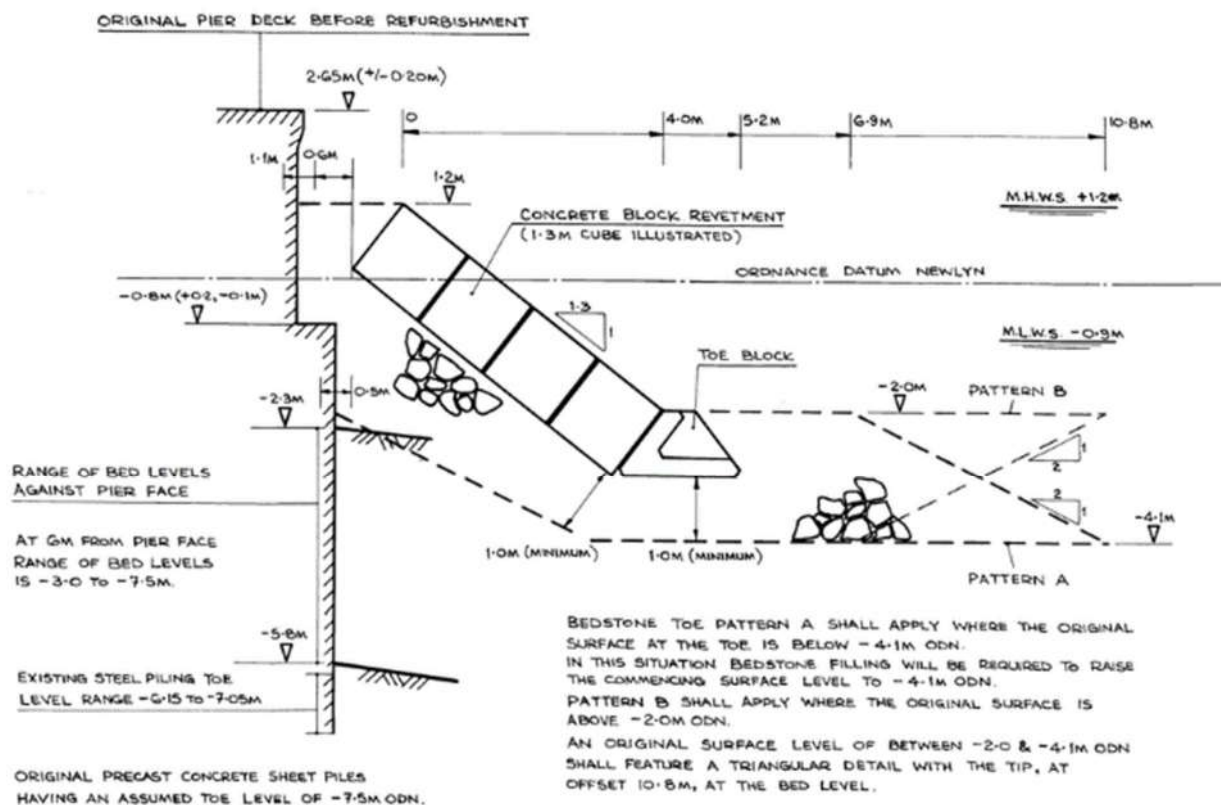 ORIGINAL PIER DECK BEFORE REFURBISHMENT
2·65M (+/-0·20M)
0
4·0M
5·2M
6·9M
10·8M
1·1M
0·6M
1·2M
M.H.W.S. +1·2M
CONCRETE BLOCK REVETMENT
(1·3M CUBE ILLUSTRATED)
ORDNANCE DATUM NEWLYN
-0·8M (+0·2, -0·1M)
1·3
1
M.L.W.S. -0·9M
TOE BLOCK
-2·0M
PATTERN B
0·5M
-2·3M
1
2
2
1
RANGE OF BED LEVELS
AGAINST PIER FACE
-4·1M
AT 6M FROM PIER FACE
RANGE OF BED LEVELS
IS -3·0 TO -7·5M.
1·0M (MINIMUM)
1·0M (MINIMUM)
PATTERN A
-5·8M
EXISTING STEEL PILING TOE
LEVEL RANGE -6·15 TO -7·05M
ORIGINAL PRECAST CONCRETE SHEET PILES
HAVING AN ASSUMED TOE LEVEL OF -7·5M ODN.
BEDSTONE TOE PATTERN A SHALL APPLY WHERE THE ORIGINAL
SURFACE AT THE TOE IS BELOW -4·1M ODN.
IN THIS SITUATION BEDSTONE FILLING WILL BE REQUIRED TO RAISE
THE COMMENCING SURFACE LEVEL TO -4·1M ODN.
PATTERN B SHALL APPLY WHERE THE ORIGINAL SURFACE IS
ABOVE -2·0M ODN.
AN ORIGINAL SURFACE LEVEL OF BETWEEN -2·0 & -4·1M ODN
SHALL FEATURE A TRIANGULAR DETAIL WITH THE TIP, AT
OFFSET 10·8M, AT THE BED LEVEL.